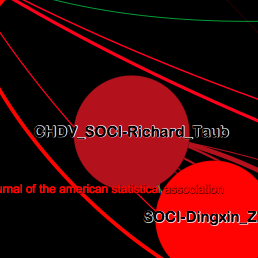 CHDV_SOCI-Richard_Taub
urnal of the american statistical association
SOCI-Dingxin_Z